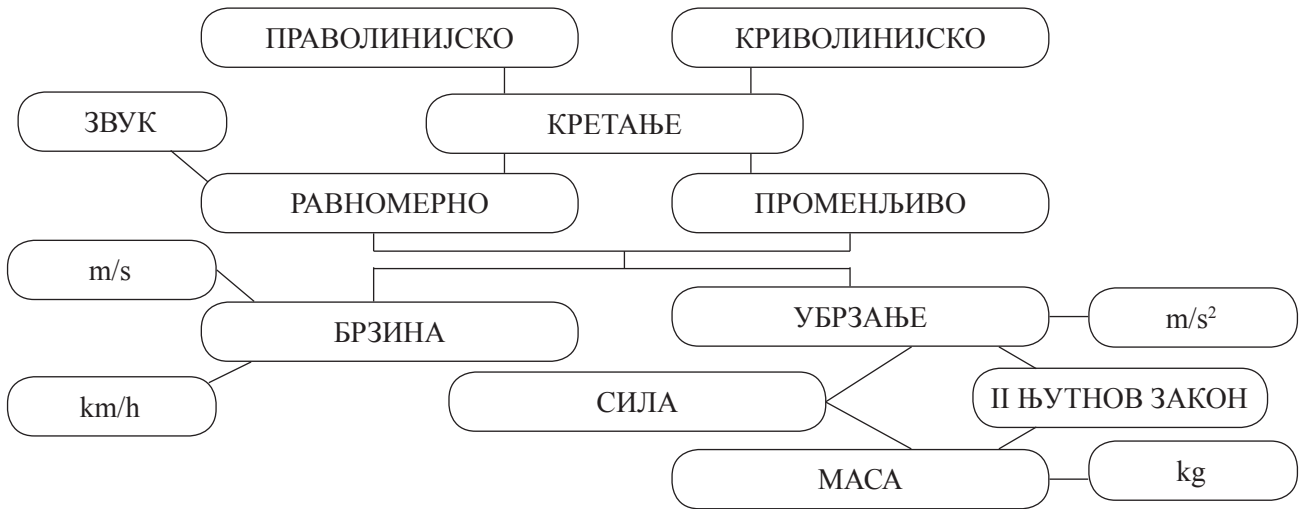 ПРАВОЛИНИЈСКО
КРИВОЛИНИЈСКО
ЗВУК
КРЕТАЊЕ
РАВНОМЕРНО
ПРОМЕНЉИВО
m/s
БРЗИНА
УБРЗАЊЕ
m/s²
km/h
СИЛА
II ЊУТНОВ ЗАКОН
МАСА
kg